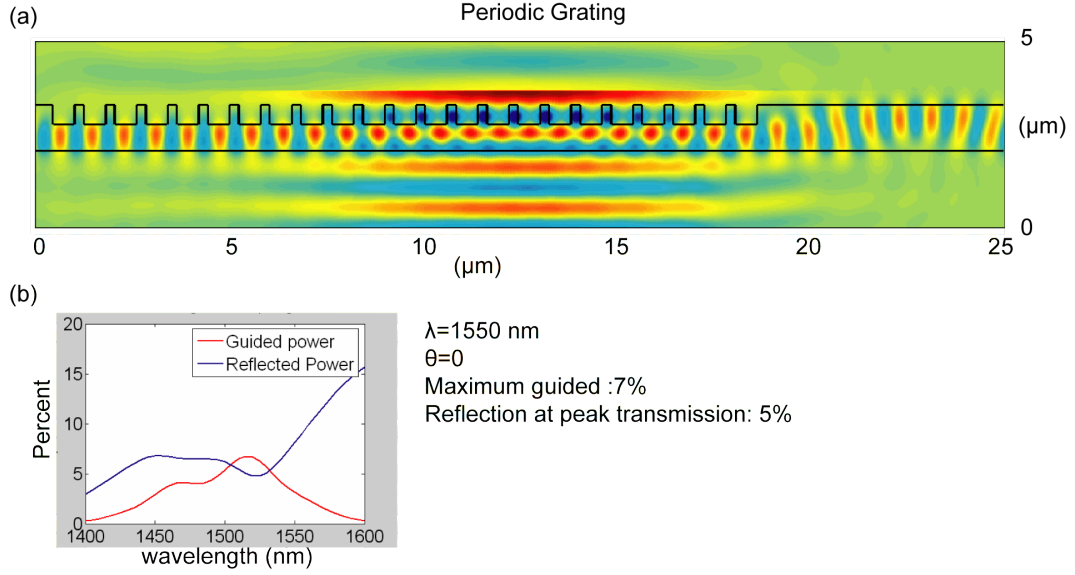 (a)
Periodic Grating
5
(μm)
0
0 5 10 15 20 25
(μm)
(b)
20
15
10
5
0
Percent
Guided power
Reflected Power
1400 1450 1500 1550 1600
wavelength (nm)
λ=1550 nm
θ=0
Maximum guided :7%
Reflection at peak transmission: 5%